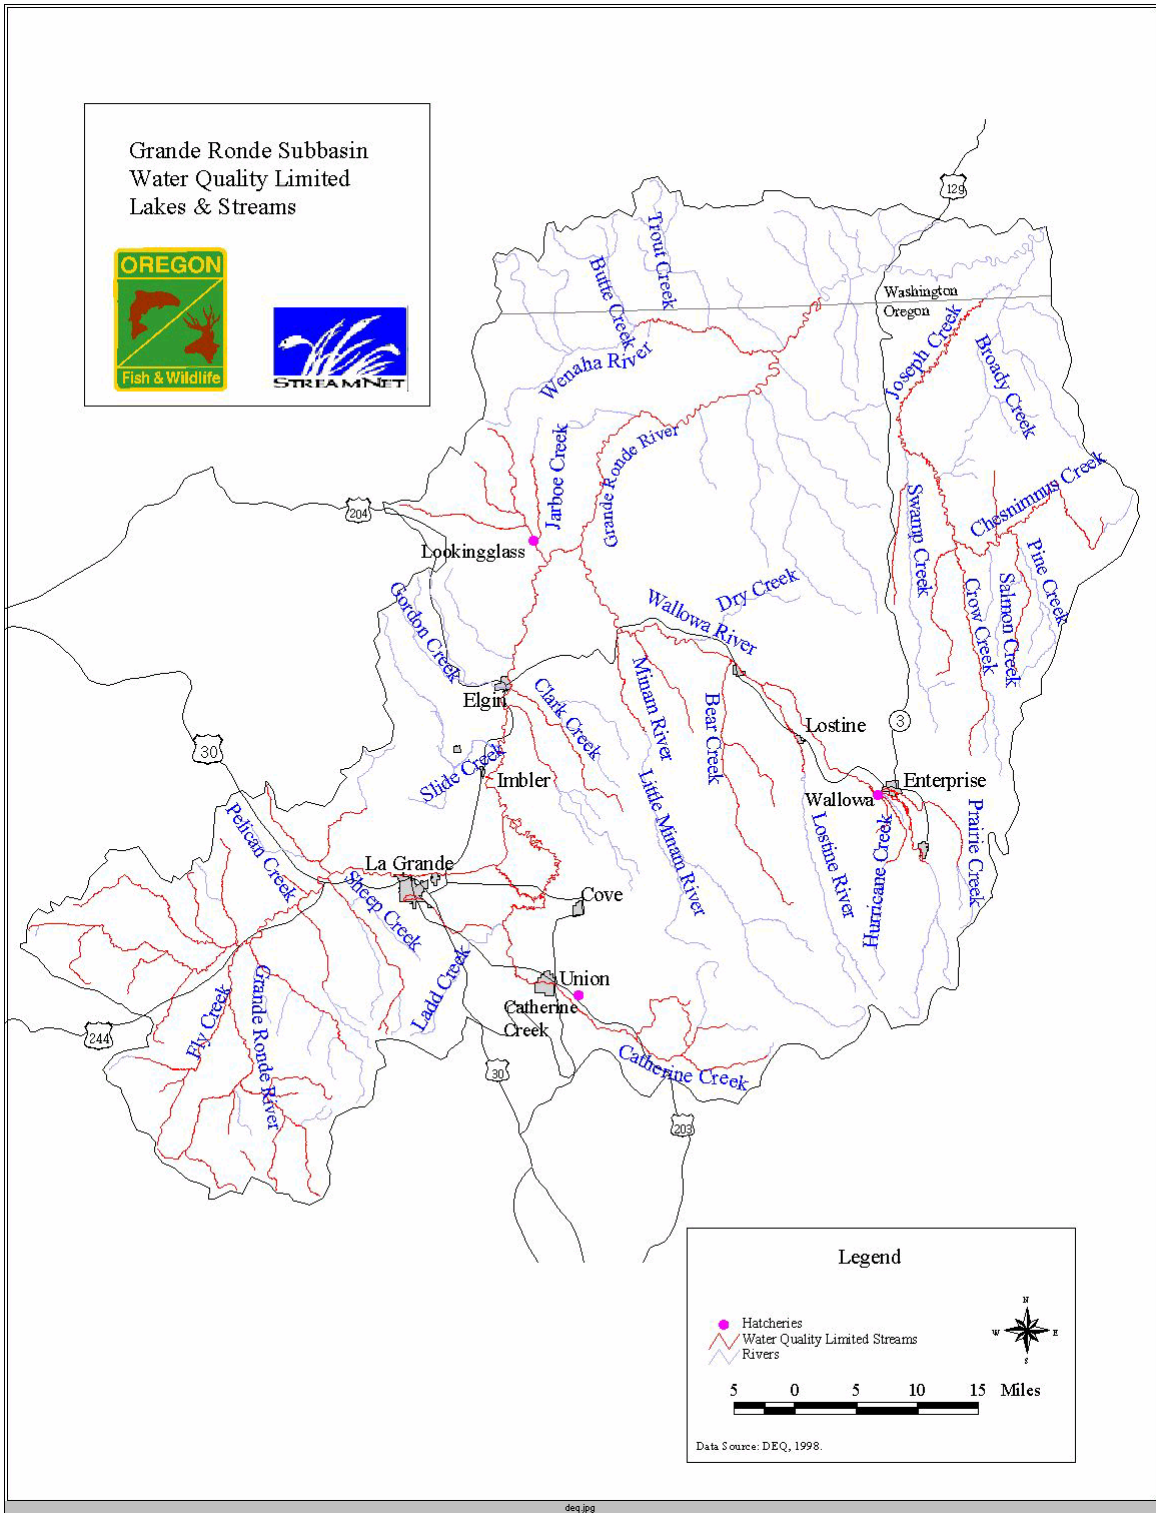 Grande Ronde Subbasin
Water Quality Limited
Lakes & Streams
OREGON
Fish & Wildlife
STREAMNET
129
Trout Creek
Butte Creek
Wenaha River
Washington
Oregon
Joseph Creek
Broady Creek
Jarboe Creek
Grande Ronde River
204
Lookingglass
Swamp Creek
Chesnimnus Creek
Pine Creek
Salmon Creek
Crow Creek
Dry Creek
Wallowa River
Gordon Creek
Minam River
Elgin
Clark Creek
Bear Creek
Lostine
3
30
Slide Creek
Imbler
Little Minam River
Enterprise
Wallowa
Prairie Creek
Lostine River
Hurricane Creek
Pelican Creek
La Grande
Sheep Creek
Cove
Ladd Creek
Union
Catherine
Creek
Fly Creek
Grande Ronde River
244
Catherine Creek
30
203
Legend
Hatcheries
Water Quality Limited Streams
Rivers
N
W E
S
5 0 5 10 15 Miles
Data Source: DEQ, 1998.
deq.jpg